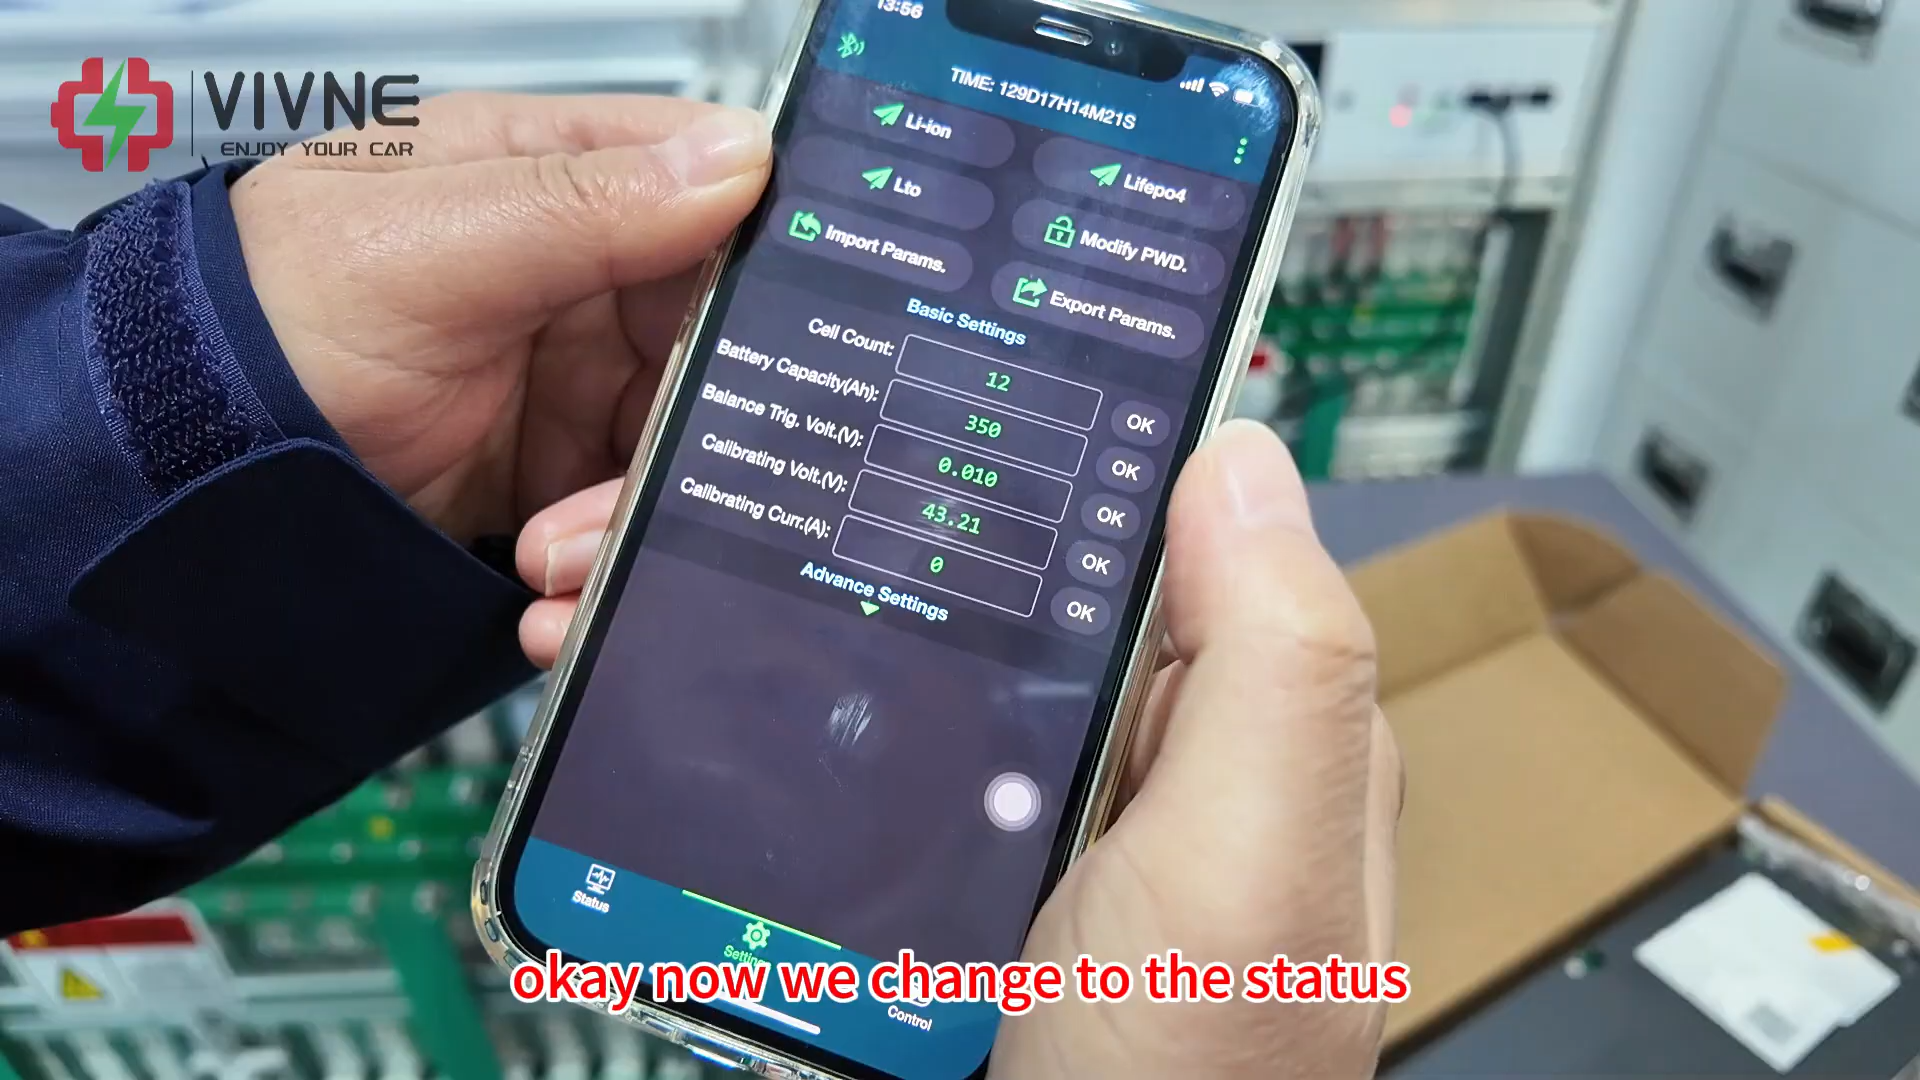 VIVNE
ENJOY YOUR CAR
13:56
TIME: 129D17H14M21S
Li-ion
Lifepo4
Lto
Modify PWD.
Import Params.
Export Params.
Basic Settings
Cell Count: 12 OK
Battery Capacity(Ah): 350 OK
Balance Trig. Volt.(V): 0.010 OK
Calibrating Volt.(V): 43.21 OK
Calibrating Curr.(A): 0 OK
Advance Settings
Status
Settings
Control
okay now we change to the status